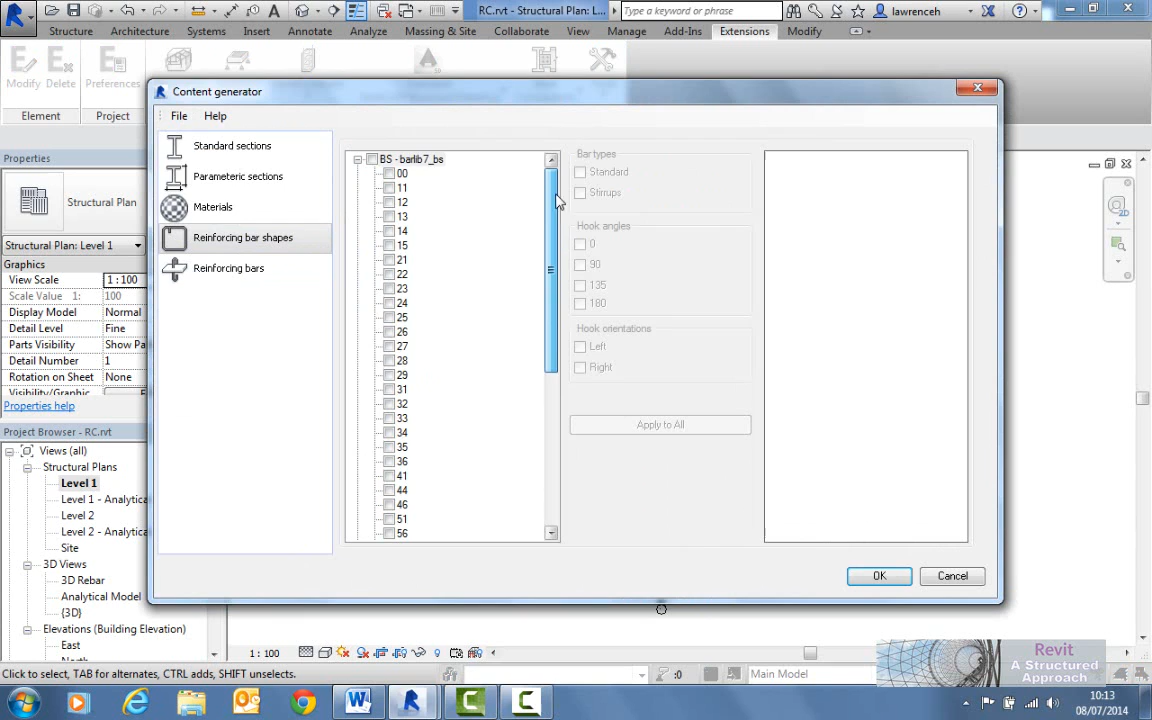 RC.rvt - Structural Plan: L...
Type a keyword or phrase
lawrenceh
Structure
Architecture
Systems
Insert
Annotate
Analyze
Massing & Site
Collaborate
View
Manage
Add-Ins
Extensions
Modify
Modify
Delete
Preferences
Element
Project
Content generator
File
Help
Standard sections
Parameteric sections
Materials
Reinforcing bar shapes
Reinforcing bars
BS - barlib7_bs
00
11
12
13
14
15
21
22
23
24
25
26
27
28
29
31
32
33
34
35
36
41
44
46
51
56
Bar types
Standard
Stirrups
Hook angles
0
90
135
180
Hook orientations
Left
Right
Apply to All
OK
Cancel
Properties
Structural Plan
Structural Plan: Level 1
Graphics
View Scale 1 : 100
Scale Value 1: 100
Display Model Normal
Detail Level Fine
Parts Visibility Show Pa
Detail Number 1
Rotation on Sheet None
Visibility/Graphic
Properties help
Project Browser - RC.rvt
Views (all)
Structural Plans
Level 1
Level 1 - Analytica
Level 2
Level 2 - Analytica
Site
3D Views
3D Rebar
Analytical Model
{3D}
Elevations (Building Elevation)
East
2D
1 : 100
Click to select, TAB for alternates, CTRL adds, SHIFT unselects.
:0
Main Model
Revit
A Structured
Approach
10:13
08/07/2014